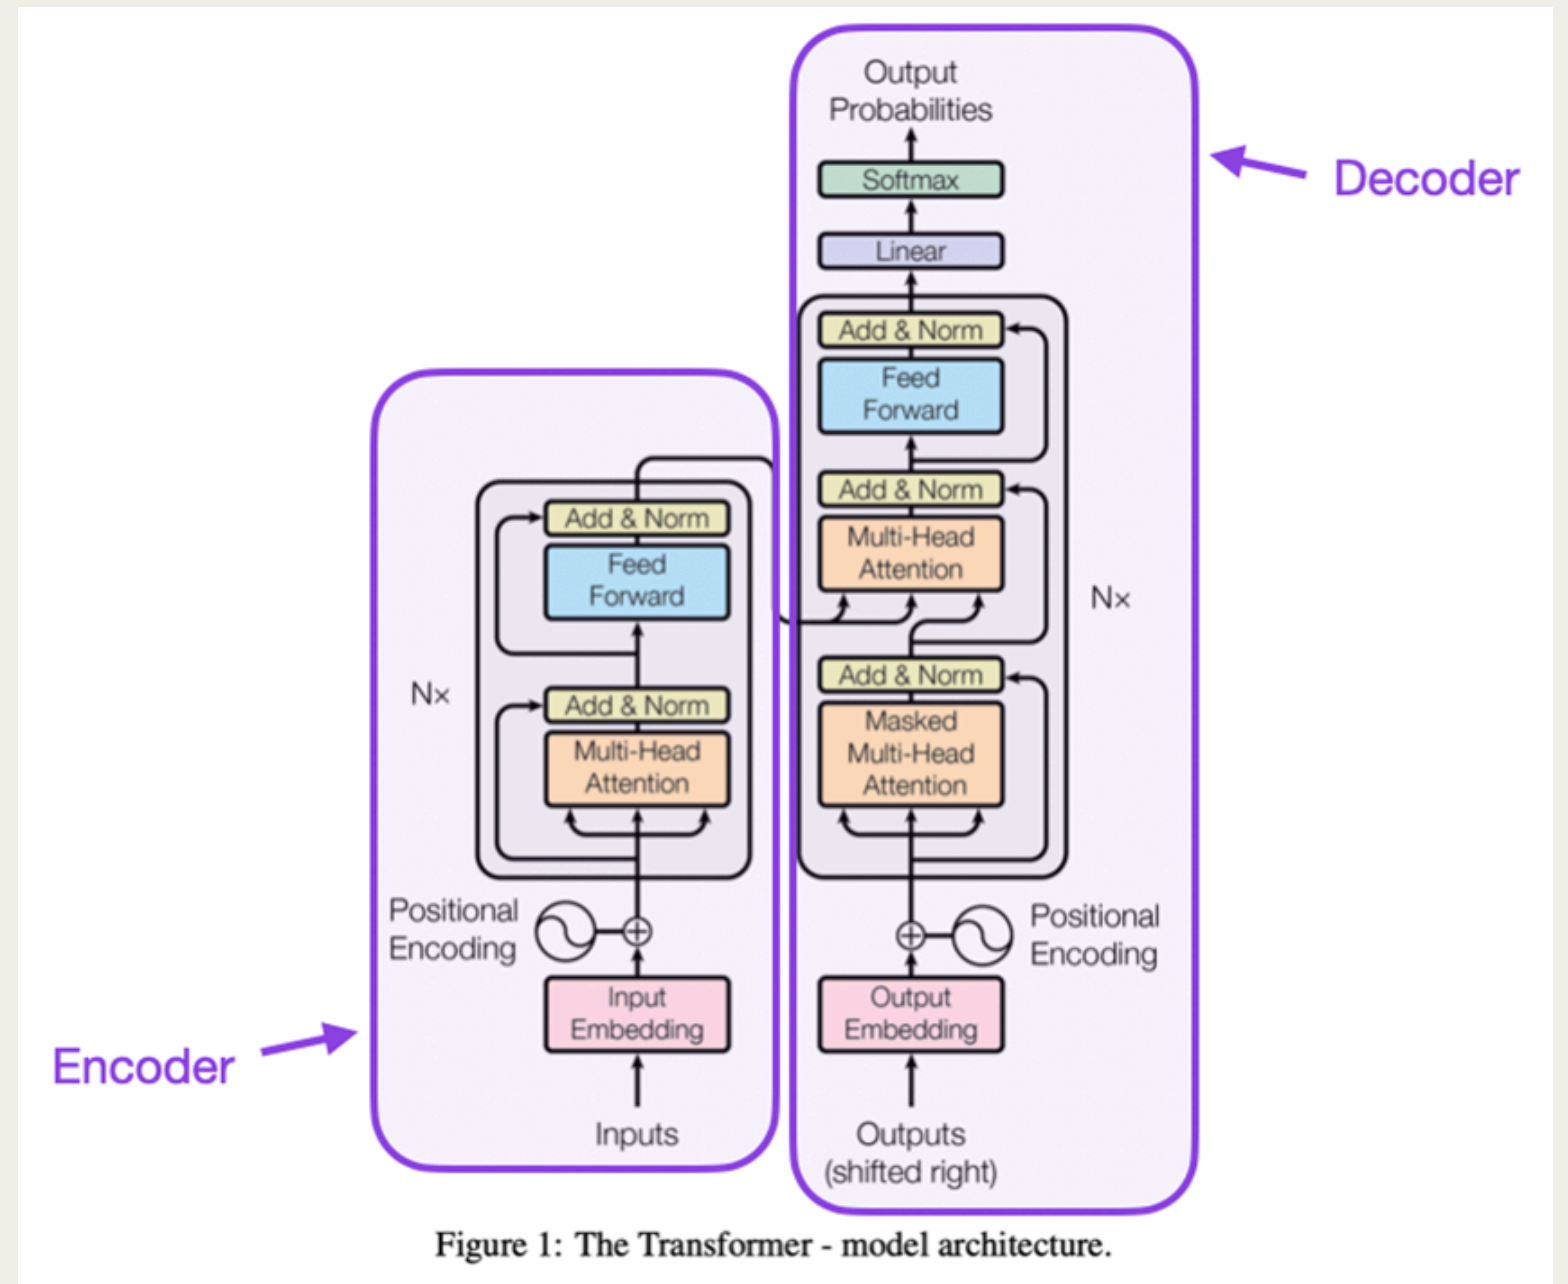 Output
Probabilities
Softmax
Linear
Add & Norm
Feed
Forward
Add & Norm
Multi-Head
Attention
Add & Norm
Masked
Multi-Head
Attention
N×
Positional
Encoding
Output
Embedding
Outputs
(shifted right)
Decoder
Add & Norm
Feed
Forward
Add & Norm
Multi-Head
Attention
N×
Positional
Encoding
Input
Embedding
Inputs
Encoder
Figure 1: The Transformer - model architecture.